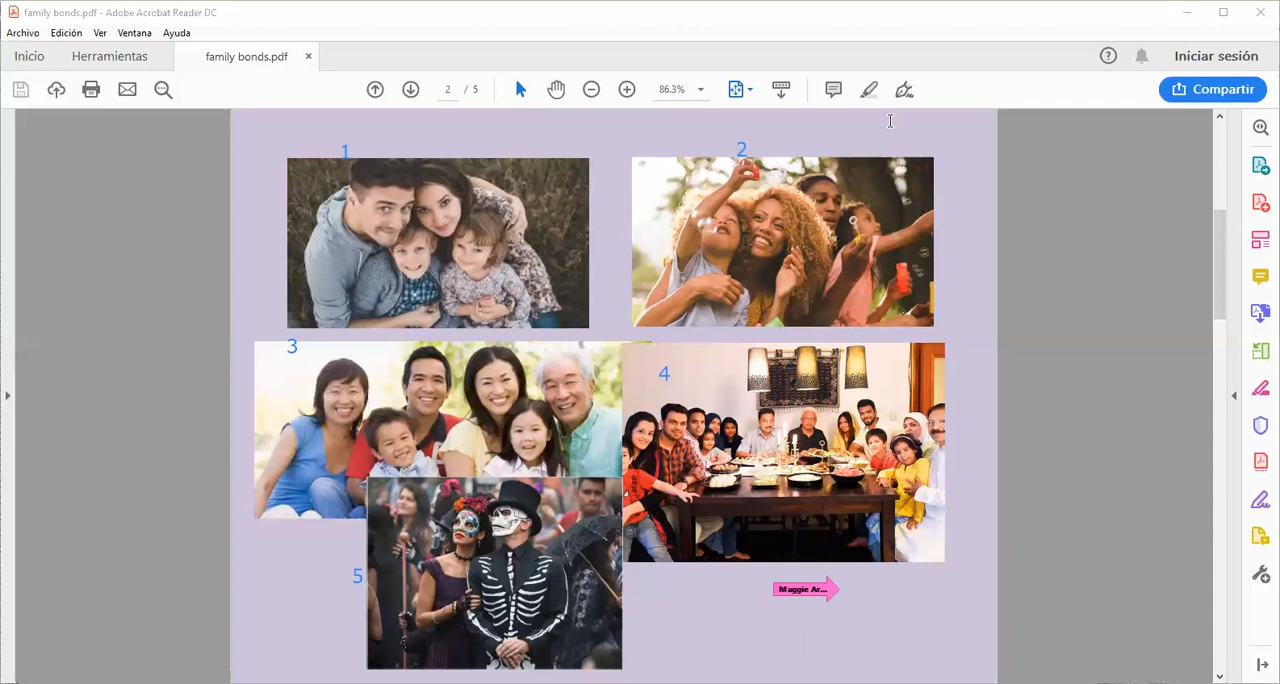 family bonds.pdf - Adobe Acrobat Reader DC
Archivo Edición Ver Ventana Ayuda
Inicio Herramientas family bonds.pdf × Iniciar sesión
2 / 5 86.3% Compartir
1
2
3
4
5
Maggie Ar...